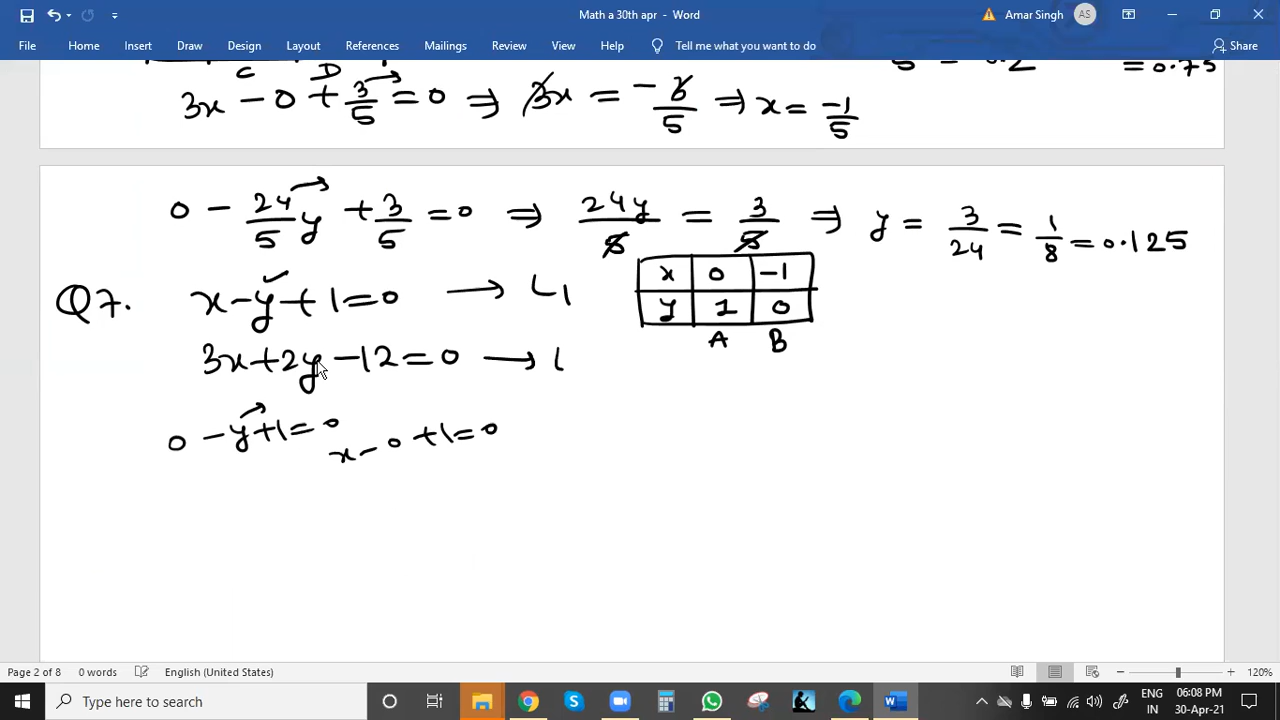 Math a 30th apr - Word
Amar Singh AS
File Home Insert Draw Design Layout References Mailings Review View Help Tell me what you want to do Share
C D
= 0.75
3x - 0 + 3/5 = 0 ⇒ 3x = -3/5 ⇒ x = -1/5
0 - 24/5 y + 3/5 = 0 ⇒ 24y/5 = 3/5 ⇒ y = 3/24 = 1/8 = 0.125
Q7. x - y + 1 = 0 → L1
x 0 -1
y 1 0
A B
3x + 2y - 12 = 0 → l
0 - y + 1 = 0
x - 0 + 1 = 0
Page 2 of 8 0 words English (United States) 120%
Type here to search
ENG
IN
06:08 PM
30-Apr-21